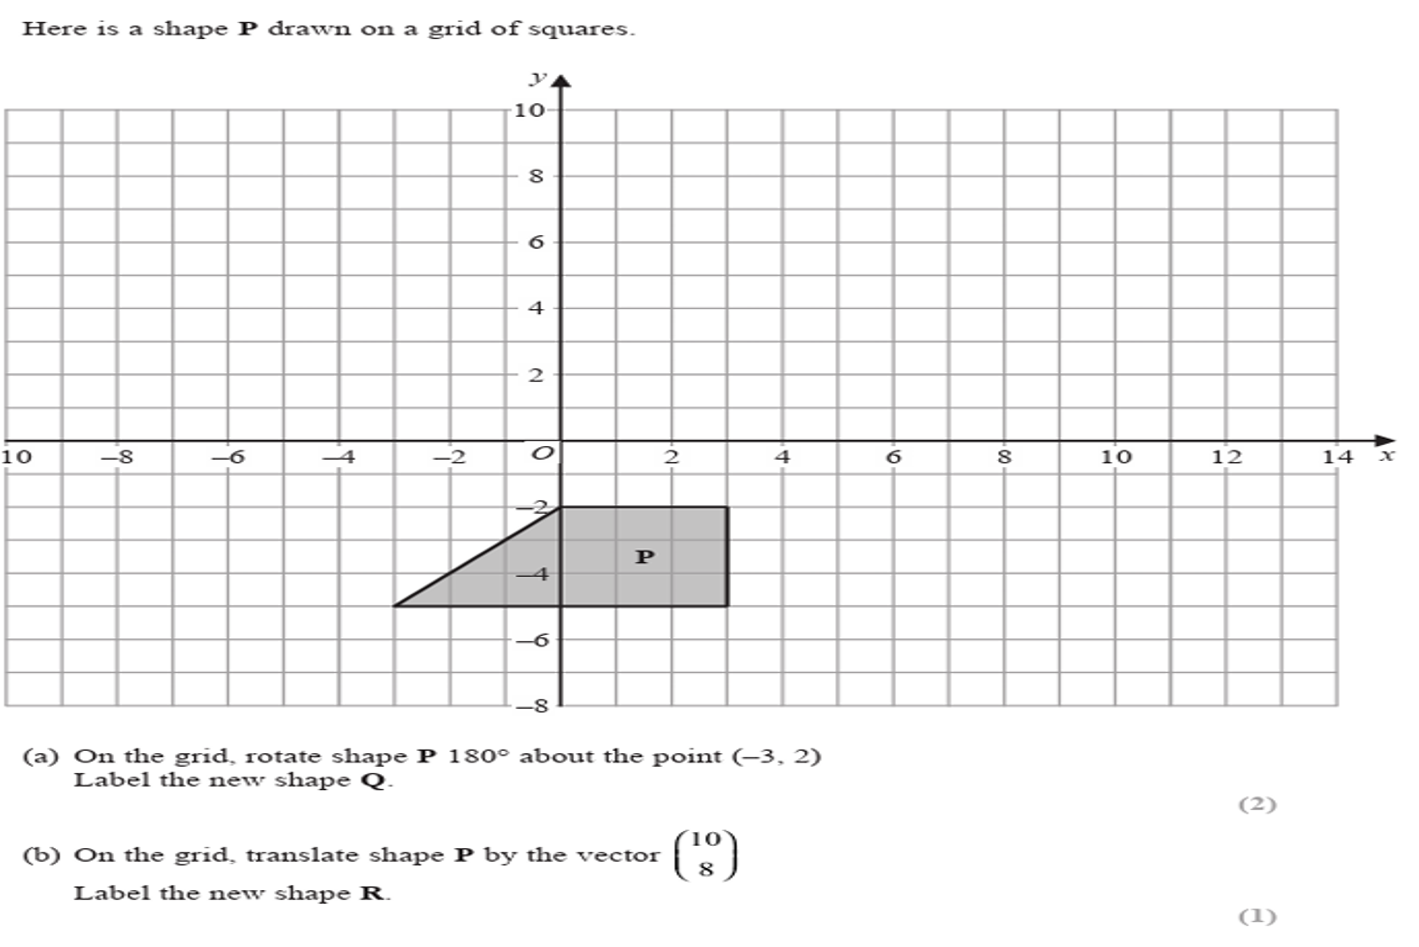 Here is a shape P drawn on a grid of squares.
y
10
8
6
4
2
10 –8 –6 –4 –2 O 2 4 6 8 10 12 14 x
–2
P
–4
–6
–8
(a) On the grid, rotate shape P 180° about the point (–3, 2)
Label the new shape Q.
(2)
(b) On the grid, translate shape P by the vector (10
8)
Label the new shape R.
(1)